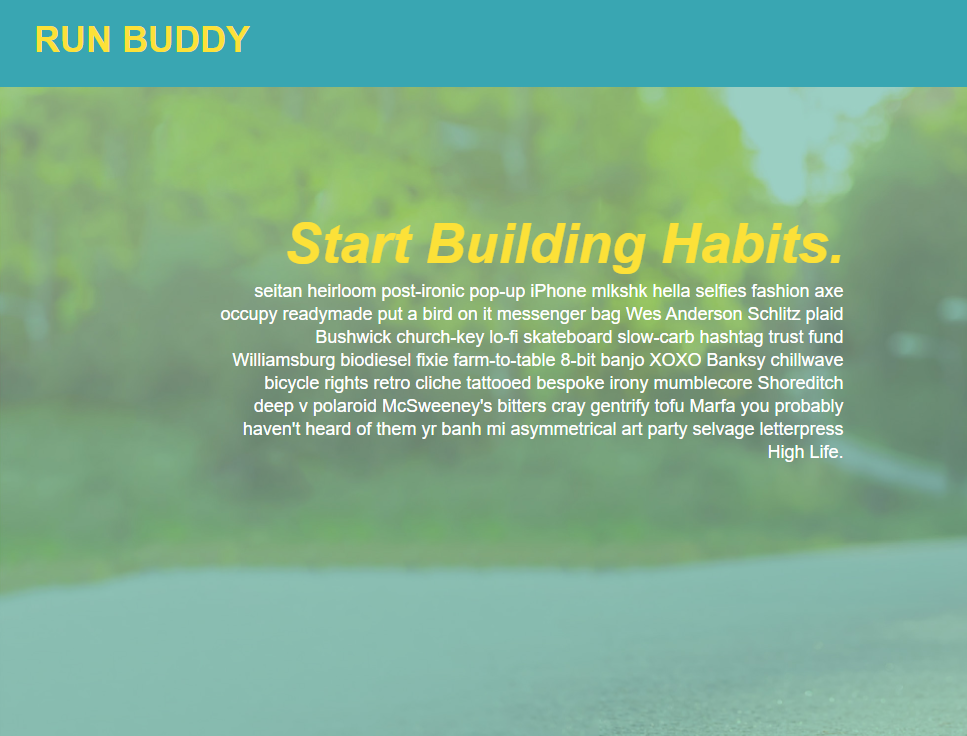 RUN BUDDY
Start Building Habits.
seitan heirloom post-ironic pop-up iPhone mlkshk hella selfies fashion axe
occupy readymade put a bird on it messenger bag Wes Anderson Schlitz plaid
Bushwick church-key lo-fi skateboard slow-carb hashtag trust fund
Williamsburg biodiesel fixie farm-to-table 8-bit banjo XOXO Banksy chillwave
bicycle rights retro cliche tattooed bespoke irony mumblecore Shoreditch
deep v polaroid McSweeney's bitters cray gentrify tofu Marfa you probably
haven't heard of them yr banh mi asymmetrical art party selvage letterpress
High Life.